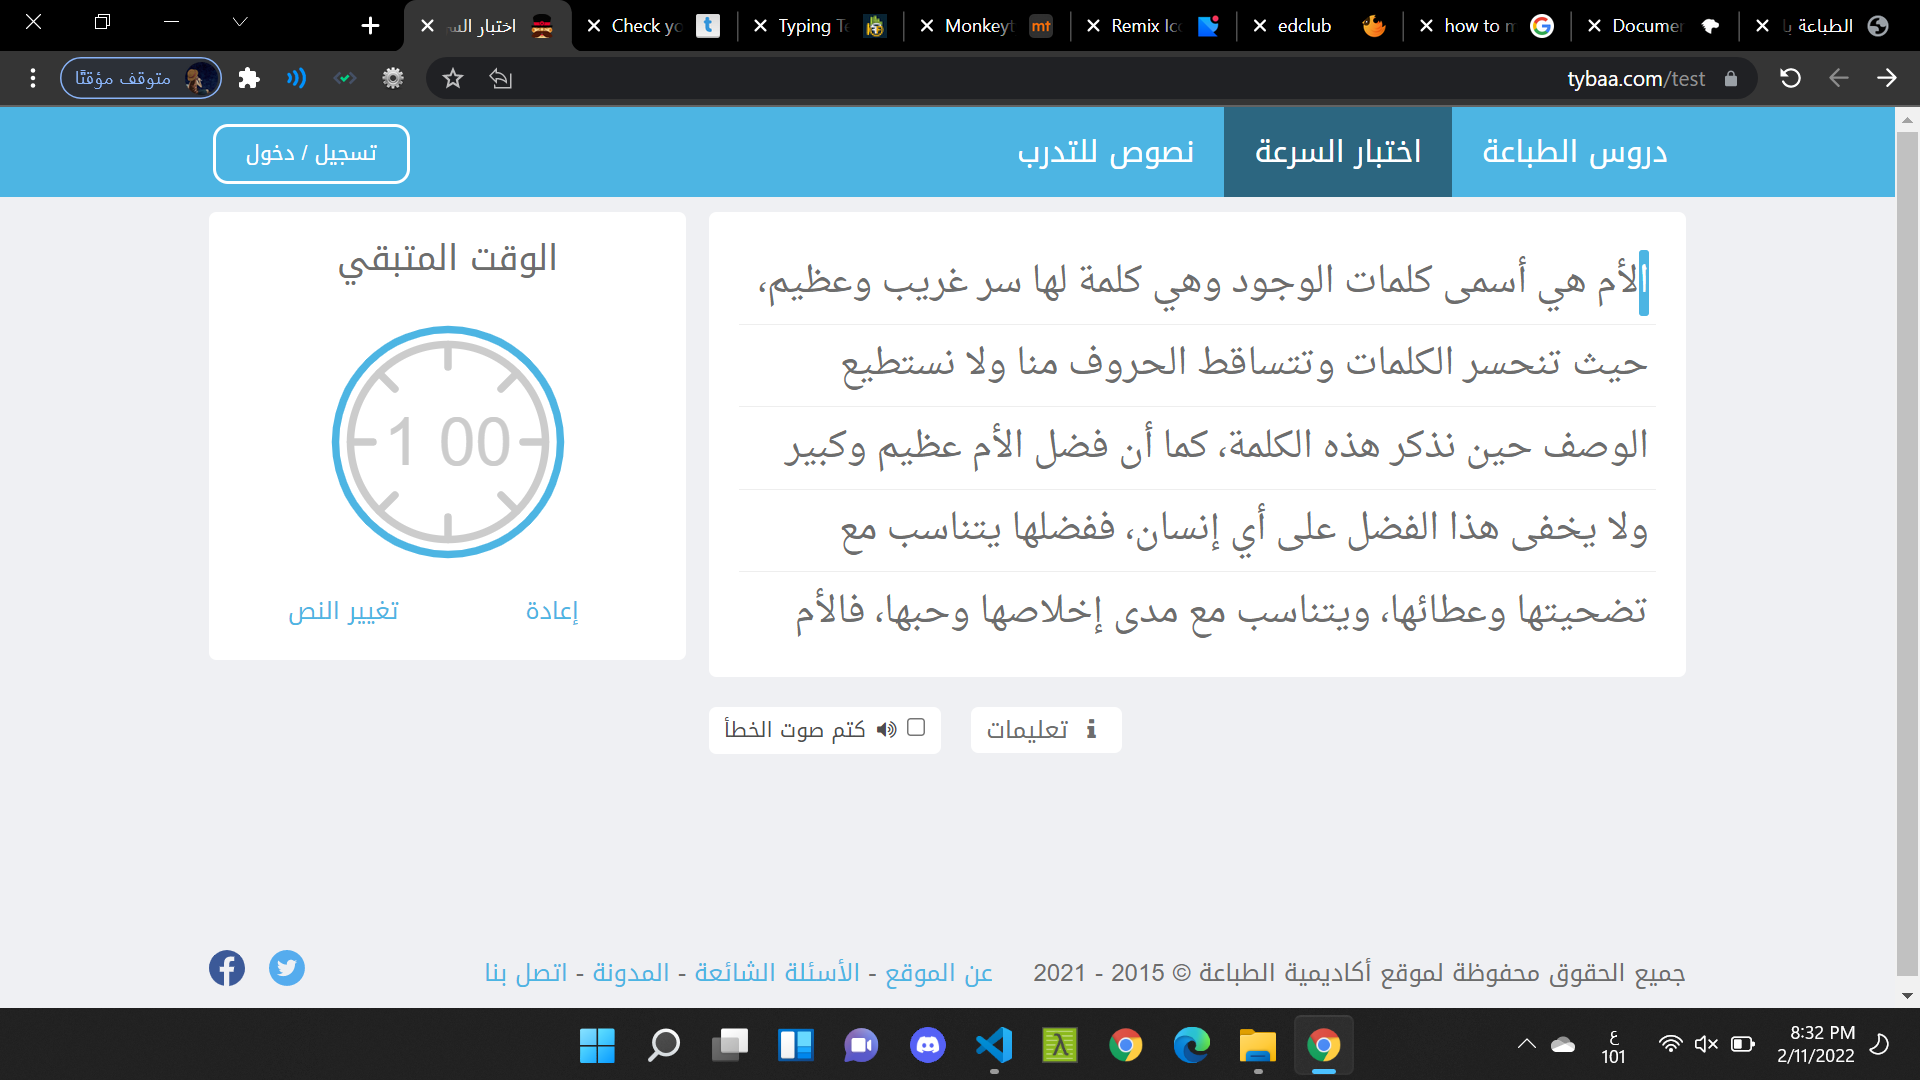 الطباعة با
Documen
how to m
edclub
Remix Ico
Monkeyt
Typing Te
Check yo
اختبار الس
tybaa.com/test
متوقف مؤقتًا
دروس الطباعة
اختبار السرعة
نصوص للتدرب
تسجيل / دخول
الأم هي أسمى كلمات الوجود وهي كلمة لها سر غريب وعظيم،
حيث تنحسر الكلمات وتتساقط الحروف منا ولا نستطيع
الوصف حين نذكر هذه الكلمة، كما أن فضل الأم عظيم وكبير
ولا يخفى هذا الفضل على أي إنسان، ففضلها يتناسب مع
تضحيتها وعطائها، ويتناسب مع مدى إخلاصها وحبها، فالأم
الوقت المتبقي
1 00
إعادة
تغيير النص
تعليمات
كتم صوت الخطأ
جميع الحقوق محفوظة لموقع أكاديمية الطباعة © 2015 - 2021
عن الموقع - الأسئلة الشائعة - المدونة - اتصل بنا
ع
101
8:32 PM
2/11/2022